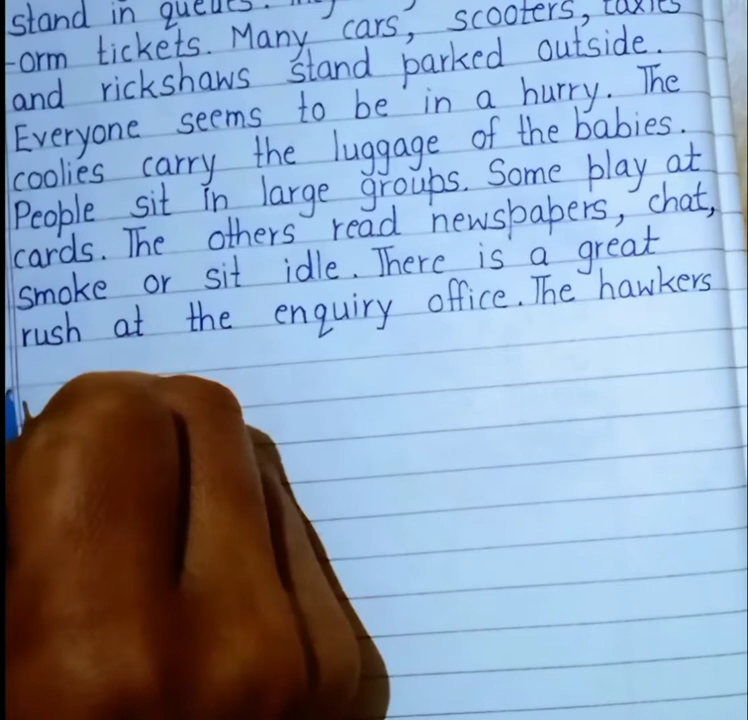 stand in queues.
-orm tickets. Many cars, scooters, taxies
and rickshaws stand parked outside.
Everyone seems to be in a hurry. The
coolies carry the luggage of the babies.
People sit in large groups. Some play at
cards. The others read newspapers, chat,
smoke or sit idle. There is a great
rush at the enquiry office. The hawkers